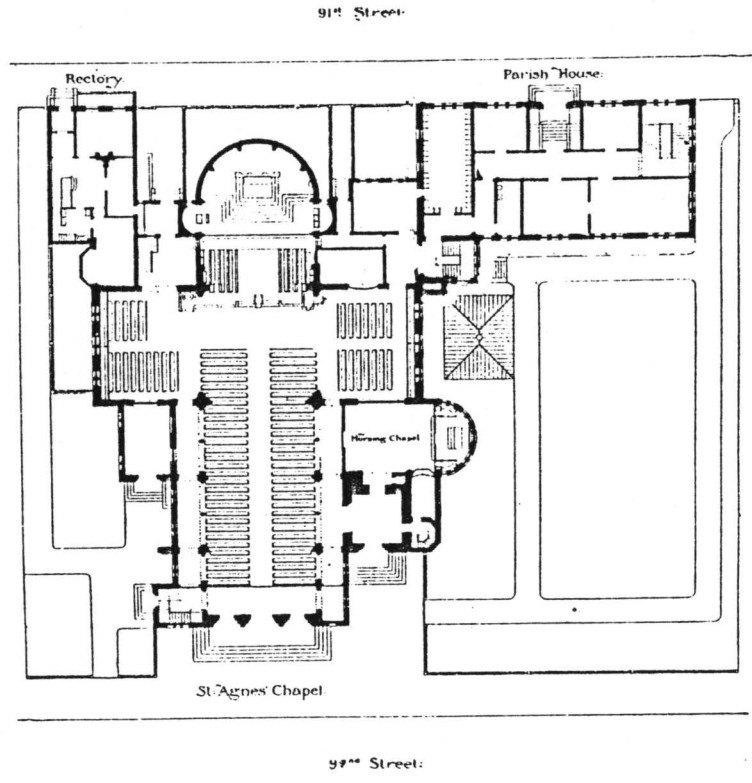 91st Street.
Rectory.
Parish House:
Morning Chapel
St. Agnes' Chapel
92nd Street: